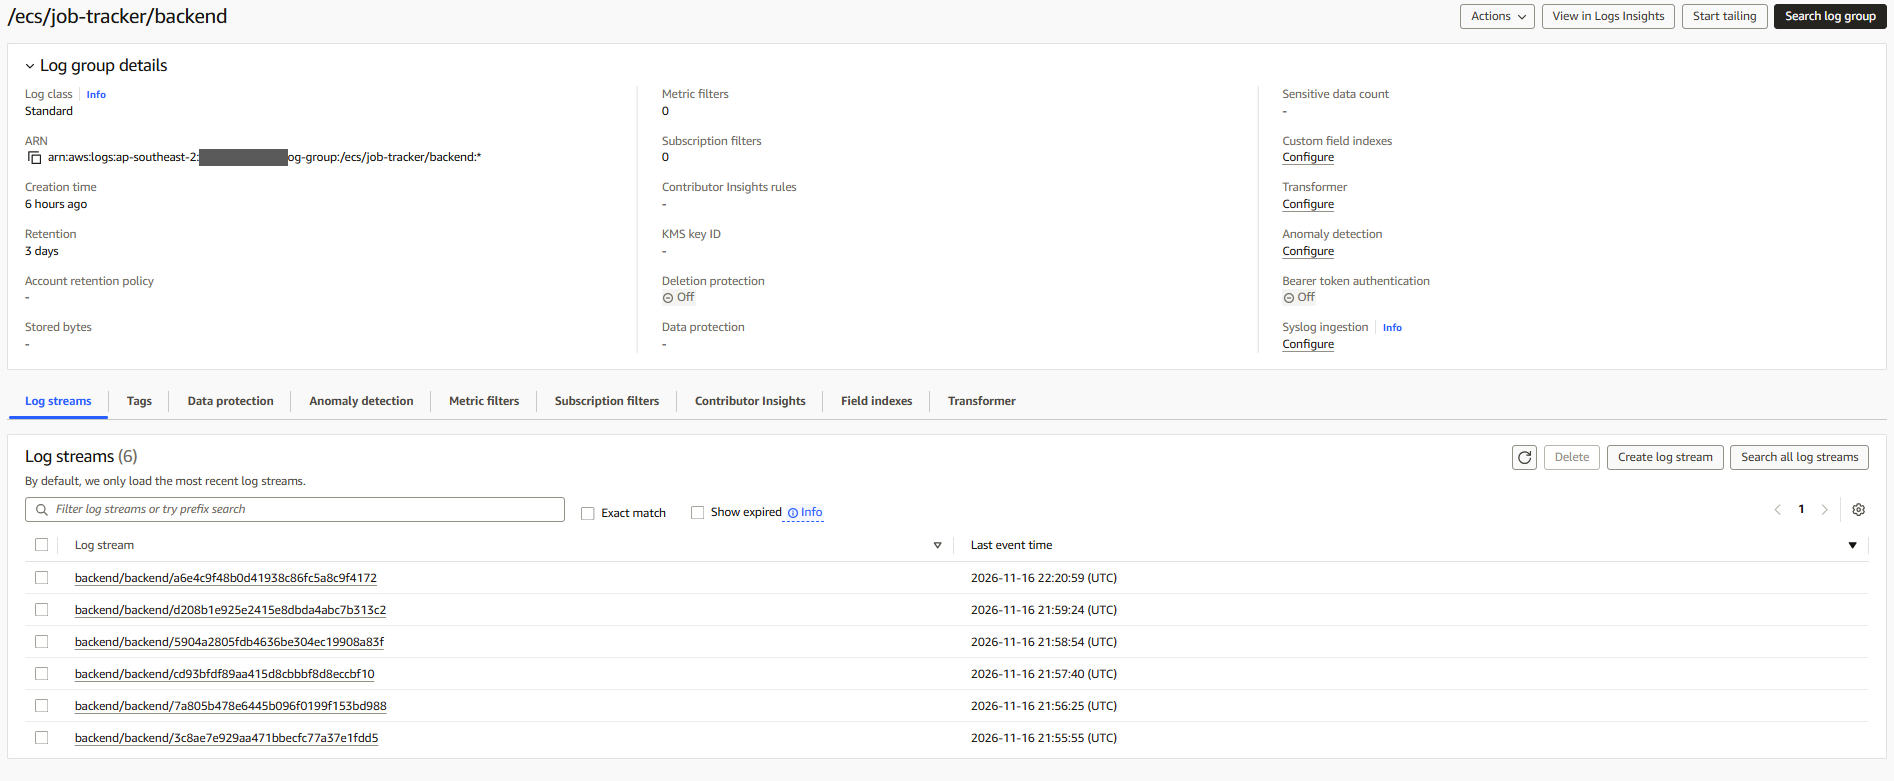 /ecs/job-tracker/backend
Actions
View in Logs Insights
Start tailing
Search log group
Log group details
Log class Info
Standard
ARN
arn:aws:logs:ap-southeast-2: og-group:/ecs/job-tracker/backend:*
Creation time
6 hours ago
Retention
3 days
Account retention policy
-
Stored bytes
-
Metric filters
0
Subscription filters
0
Contributor Insights rules
-
KMS key ID
-
Deletion protection
Off
Data protection
-
Sensitive data count
-
Custom field indexes
Configure
Transformer
Configure
Anomaly detection
Configure
Bearer token authentication
Off
Syslog ingestion Info
Configure
Log streams
Tags
Data protection
Anomaly detection
Metric filters
Subscription filters
Contributor Insights
Field indexes
Transformer
Log streams (6)
Delete
Create log stream
Search all log streams
By default, we only load the most recent log streams.
Filter log streams or try prefix search
Exact match
Show expired Info
1
Log stream Last event time
backend/backend/a6e4c9f48b0d41938c86fc5a8c9f4172 2026-11-16 22:20:59 (UTC)
backend/backend/d208b1e925e2415e8dbda4abc7b313c2 2026-11-16 21:59:24 (UTC)
backend/backend/5904a2805fdb4636be304ec19908a83f 2026-11-16 21:58:54 (UTC)
backend/backend/cd93bfdf89aa415d8cbbbf8d8eccbf10 2026-11-16 21:57:40 (UTC)
backend/backend/7a805b478e6445b096f0199f153bd988 2026-11-16 21:56:25 (UTC)
backend/backend/3c8ae7e929aa471bbecfc77a37e1fdd5 2026-11-16 21:55:55 (UTC)